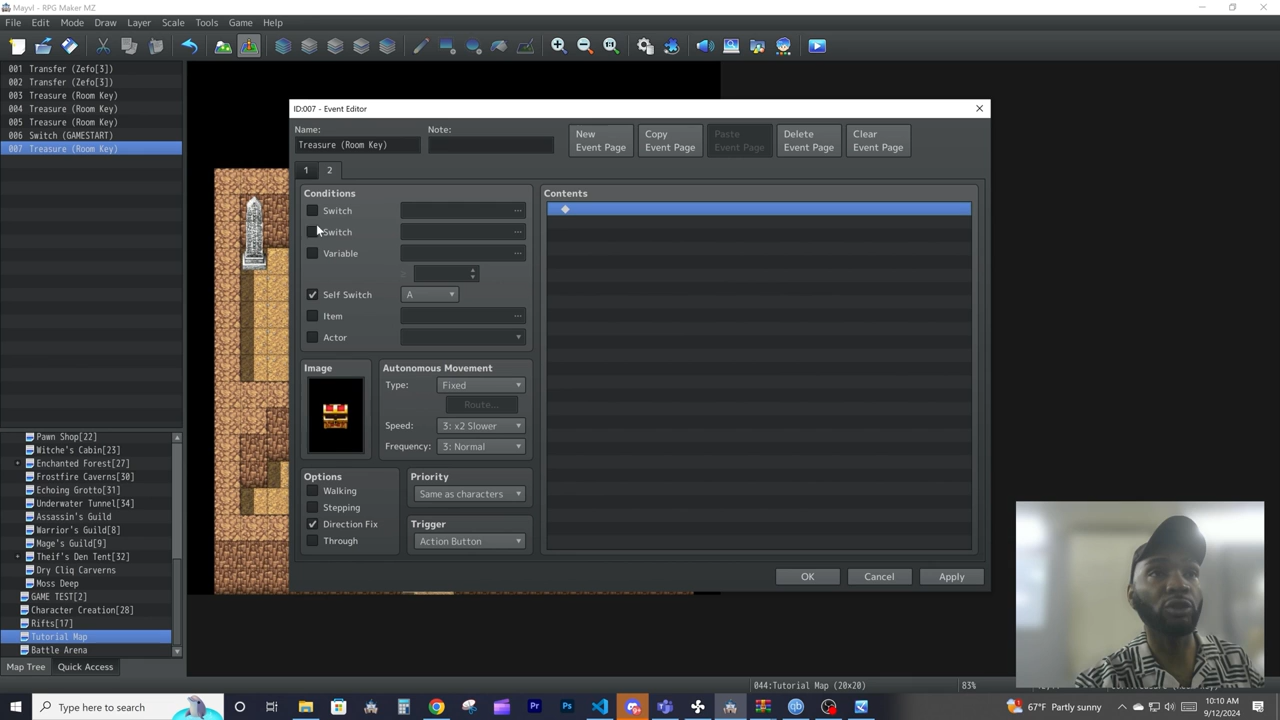 Mayvl - RPG Maker MZ
File Edit Mode Draw Layer Scale Tools Game Help
001 Transfer (Zefo[3])
002 Transfer (Zefo[3])
003 Treasure (Room Key)
004 Treasure (Room Key)
005 Treasure (Room Key)
006 Switch (GAMESTART)
007 Treasure (Room Key)
ID:007 - Event Editor
Name: Note:
Treasure (Room Key)
New Event Page
Copy Event Page
Paste Event Page
Delete Event Page
Clear Event Page
1 2
Conditions
Switch
Switch
Variable
Self Switch A
Item
Actor
Image
Autonomous Movement
Type: Fixed
Route...
Speed: 3: x2 Slower
Frequency: 3: Normal
Options
Walking
Stepping
Direction Fix
Through
Priority
Same as characters
Trigger
Action Button
Contents
OK Cancel Apply
Pawn Shop[22]
Witche's Cabin[23]
Enchanted Forest[27]
Frostfire Caverns[30]
Echoing Grotto[31]
Underwater Tunnel[34]
Assassin's Guild
Warrior's Guild[8]
Mage's Guild[9]
Theif's Den Tent[32]
Dry Cliq Carverns
Moss Deep
GAME TEST[2]
Character Creation[28]
Rifts[17]
Tutorial Map
Battle Arena
Map Tree Quick Access
044:Tutorial Map (20x20) 83%
Type here to search
67°F Partly sunny
10:10 AM
9/12/2024